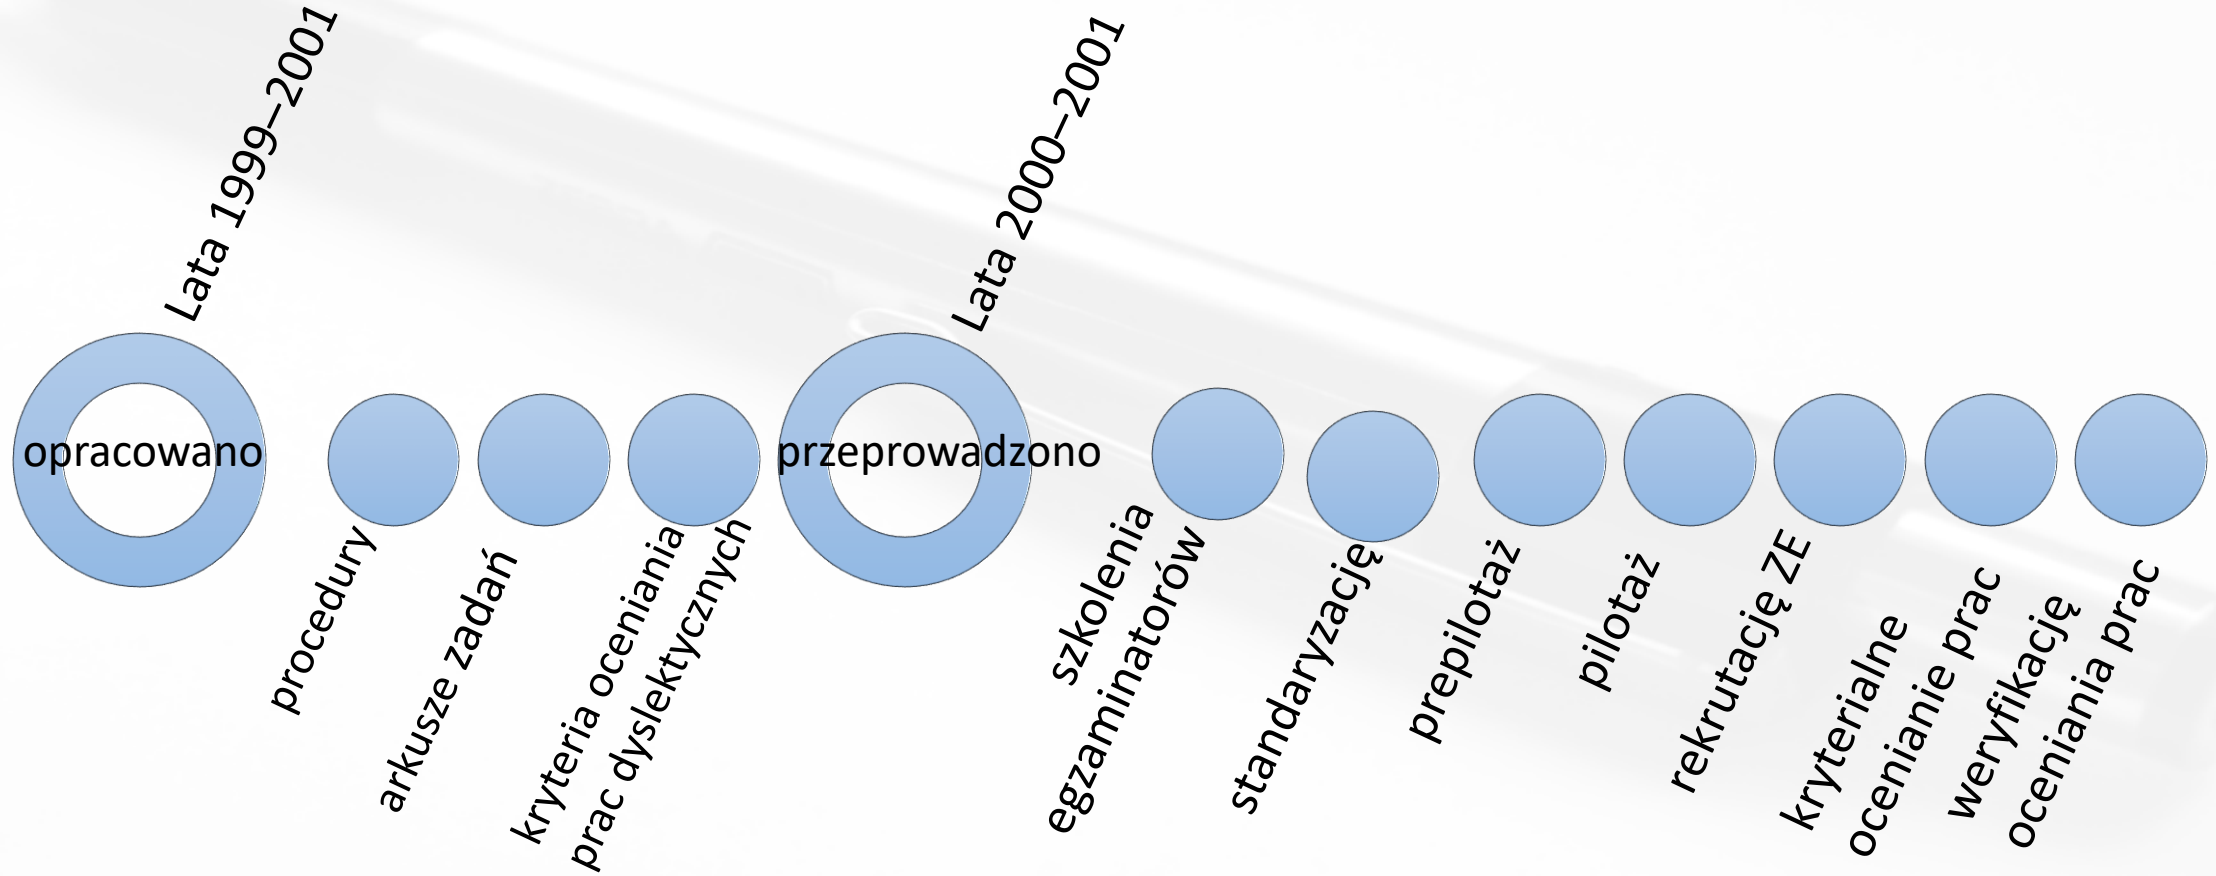 Lata 1999–2001
opracowano
procedury
arkusze zadań
kryteria oceniania
prac dyslektycznych
Lata 2000–2001
przeprowadzono
szkolenia
egzaminatorów
standaryzację
prepilotaż
pilotaż
rekrutację ZE
kryterialne
ocenianie prac
weryfikację
oceniania prac